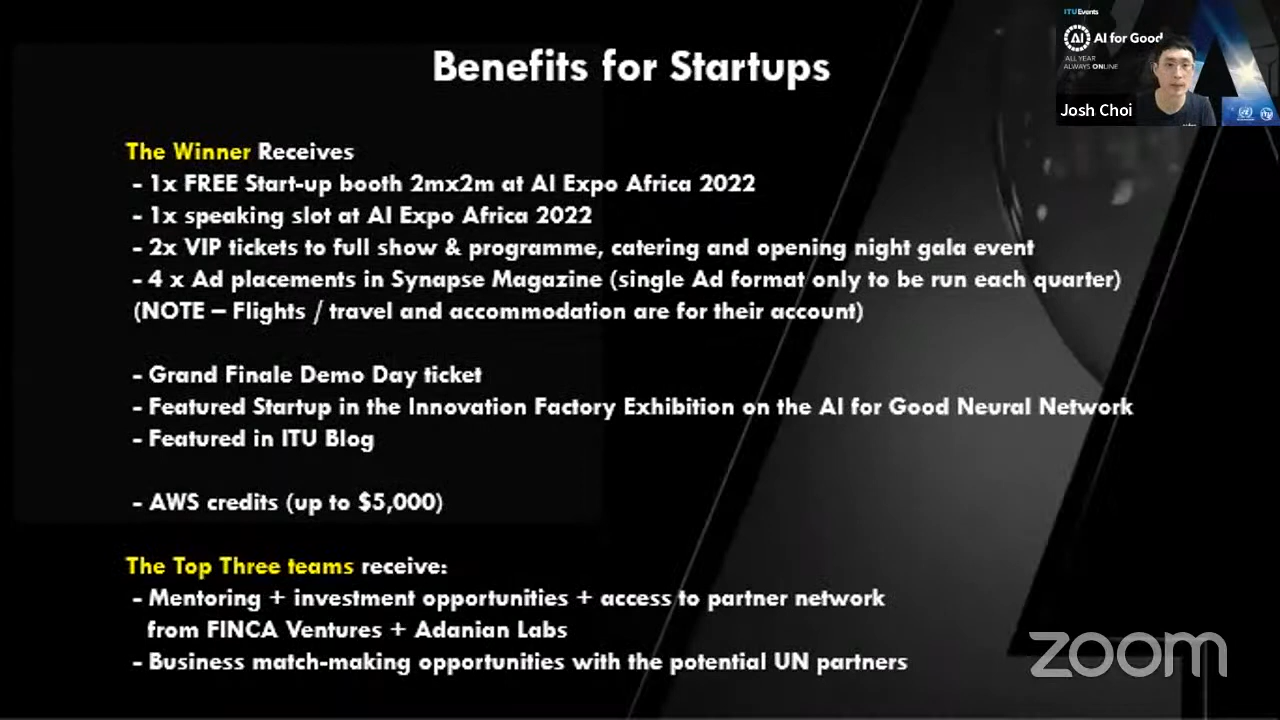 Benefits for Startups
The Winner Receives
- 1x FREE Start-up booth 2mx2m at AI Expo Africa 2022
- 1x speaking slot at AI Expo Africa 2022
- 2x VIP tickets to full show & programme, catering and opening night gala event
- 4 x Ad placements in Synapse Magazine (single Ad format only to be run each quarter)
(NOTE – Flights / travel and accommodation are for their account)
- Grand Finale Demo Day ticket
- Featured Startup in the Innovation Factory Exhibition on the AI for Good Neural Network
- Featured in ITU Blog
- AWS credits (up to $5,000)
The Top Three teams receive:
- Mentoring + investment opportunities + access to partner network
from FINCA Ventures + Adanian Labs
- Business match-making opportunities with the potential UN partners
ITUEvents
AI AI for Good
ALL YEAR
ALWAYS ONLINE
Josh Choi
zoom